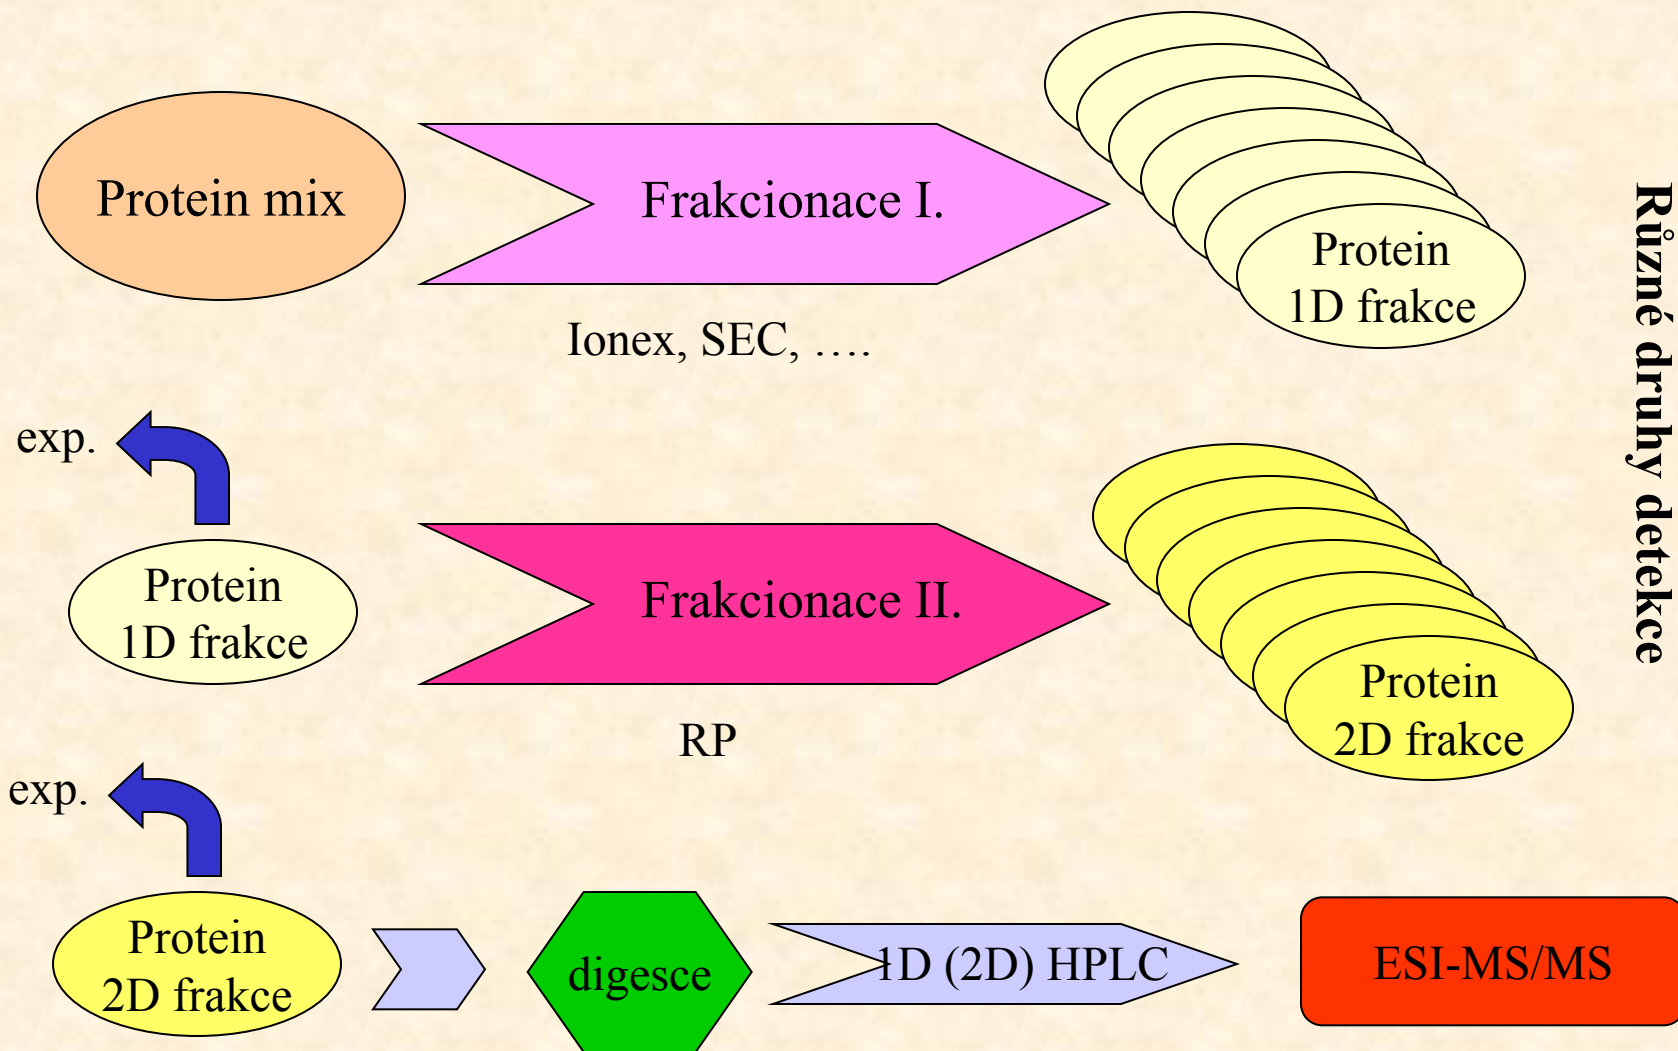 Protein mix
Frakcionace I.
Protein
1D frakce
Ionex, SEC, ….
Různé druhy detekce
exp.
Protein
1D frakce
Frakcionace II.
Protein
2D frakce
RP
exp.
Protein
2D frakce
digesce
1D (2D) HPLC
ESI-MS/MS